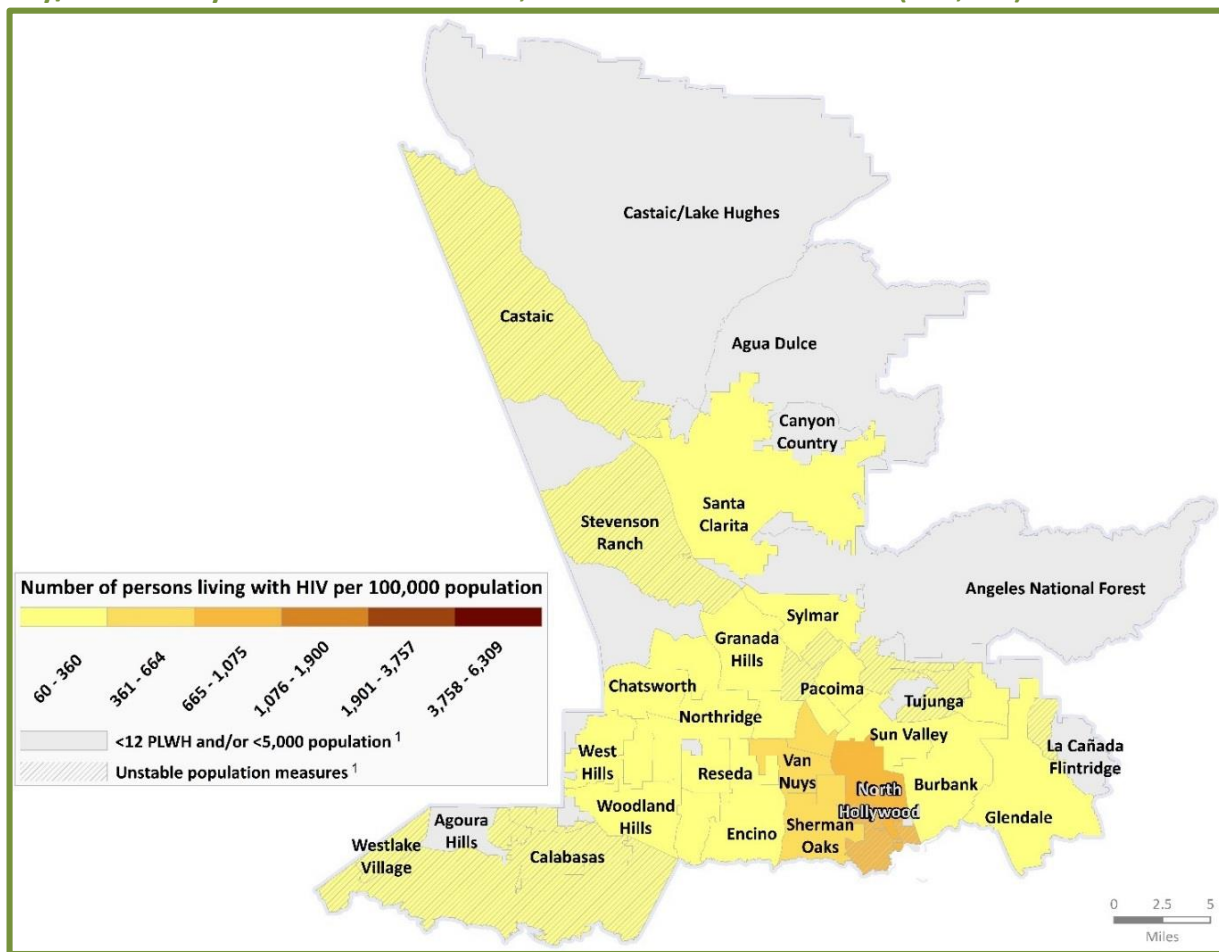 Castaic/Lake Hughes
Castaic
Agua Dulce
Canyon
Country
Santa
Clarita
Stevenson
Ranch
Angeles National Forest
Number of persons living with HIV per 100,000 population
60 - 360
361 - 664
665 - 1,075
1,076 - 1,900
1,901 - 3,757
3,758 - 6,309
<12 PLWH and/or <5,000 population 1
Unstable population measures 1
Sylmar
Granada
Hills
Chatsworth
Pacoima
Tujunga
Northridge
Sun Valley
La Cañada
Flintridge
West
Hills
Reseda
Van
Nuys
North
Hollywood
Burbank
Woodland
Hills
Encino
Sherman
Oaks
Glendale
Agoura
Hills
Westlake
Village
Calabasas
0 2.5 5
Miles